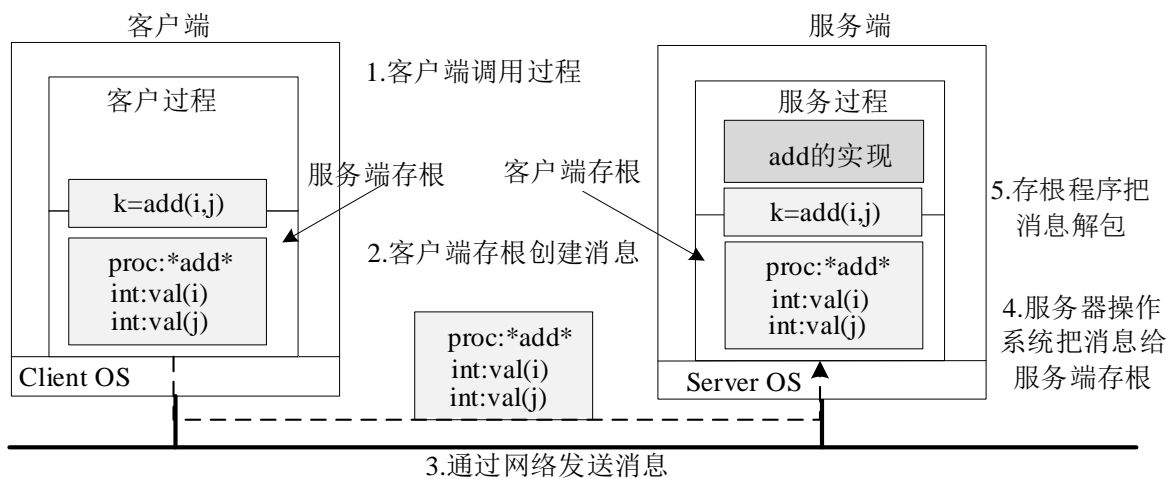 客户端
服务端
1.客户端调用过程
客户过程
服务过程
add的实现
服务端存根
客户端存根
k=add(i,j)
k=add(i,j)
5.存根程序把
消息解包
2.客户端存根创建消息
proc:*add*
int:val(i)
int:val(j)
proc:*add*
int:val(i)
int:val(j)
4.服务器操作
系统把消息给
服务端存根
proc:*add*
int:val(i)
int:val(j)
Client OS
Server OS
3.通过网络发送消息